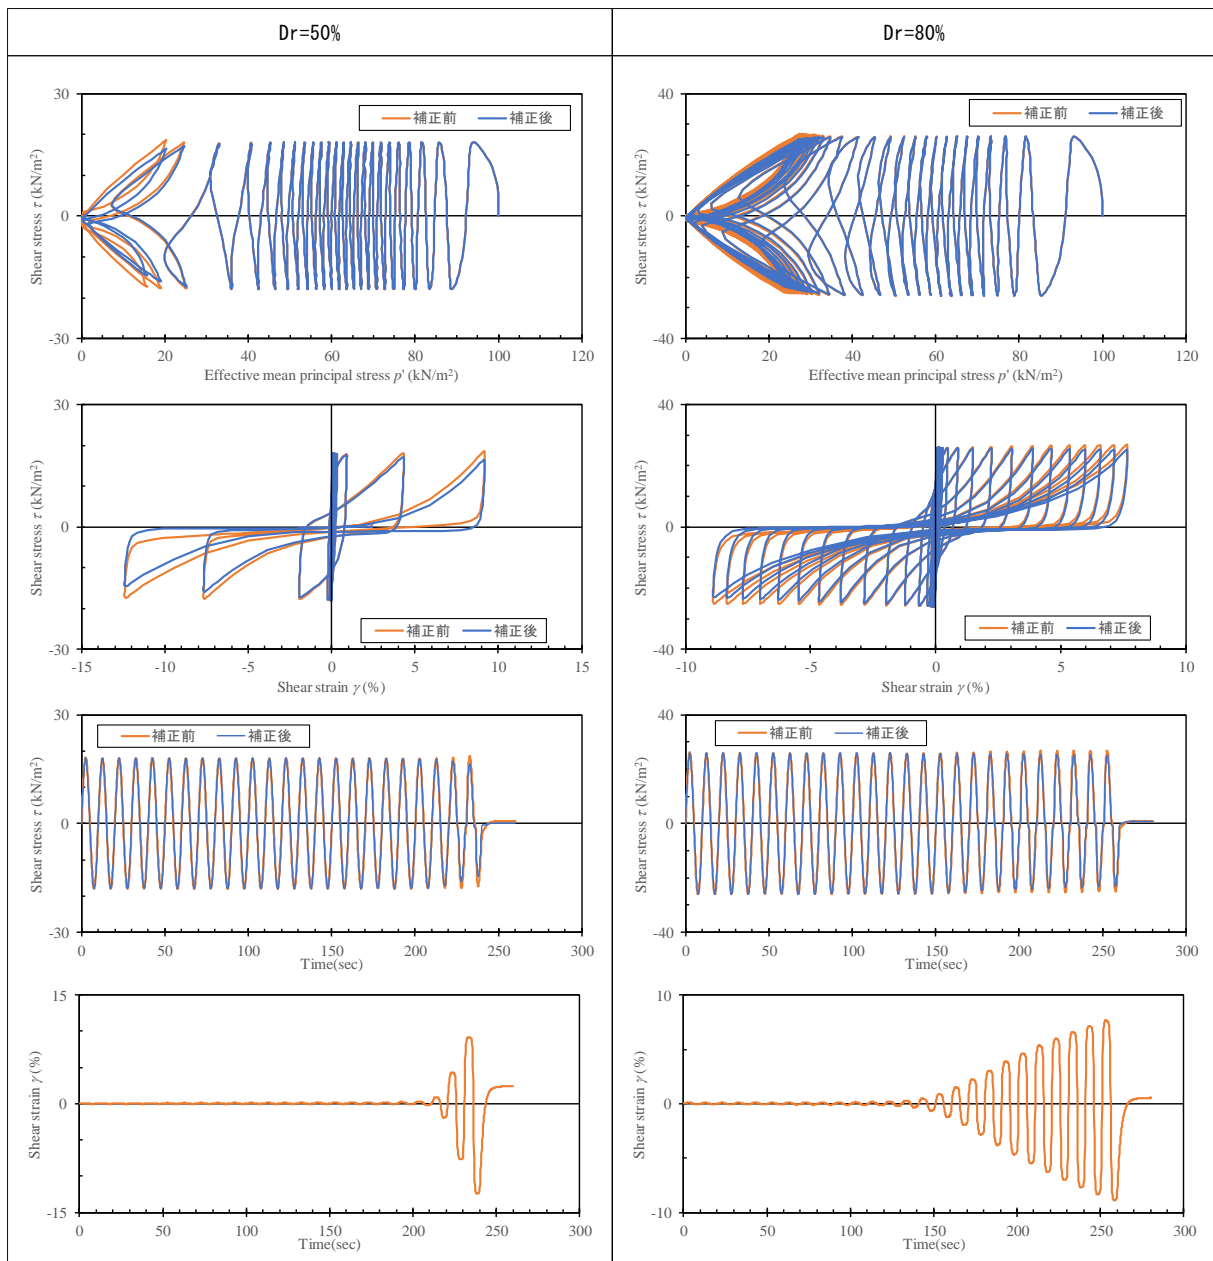 Dr=50%
Dr=80%
30
0
-30
Shear stress τ (kN/m²)
補正前
補正後
0
20
40
60
80
100
120
Effective mean principal stress p' (kN/m²)
40
0
-40
Shear stress τ (kN/m²)
補正前
補正後
0
20
40
60
80
100
120
Effective mean principal stress p' (kN/m²)
30
0
-30
Shear stress τ (kN/m²)
補正前
補正後
-15
-10
-5
0
5
10
15
Shear strain γ (%)
40
0
-40
Shear stress τ (kN/m²)
補正前
補正後
-10
-5
0
5
10
Shear strain γ (%)
30
0
-30
Shear stress τ (kN/m²)
補正前
補正後
0
50
100
150
200
250
300
Time(sec)
40
0
-40
Shear stress τ (kN/m²)
補正前
補正後
0
50
100
150
200
250
300
Time(sec)
15
0
-15
Shear strain γ (%)
0
50
100
150
200
250
300
Time(sec)
10
0
-10
Shear strain γ (%)
0
50
100
150
200
250
300
Time(sec)